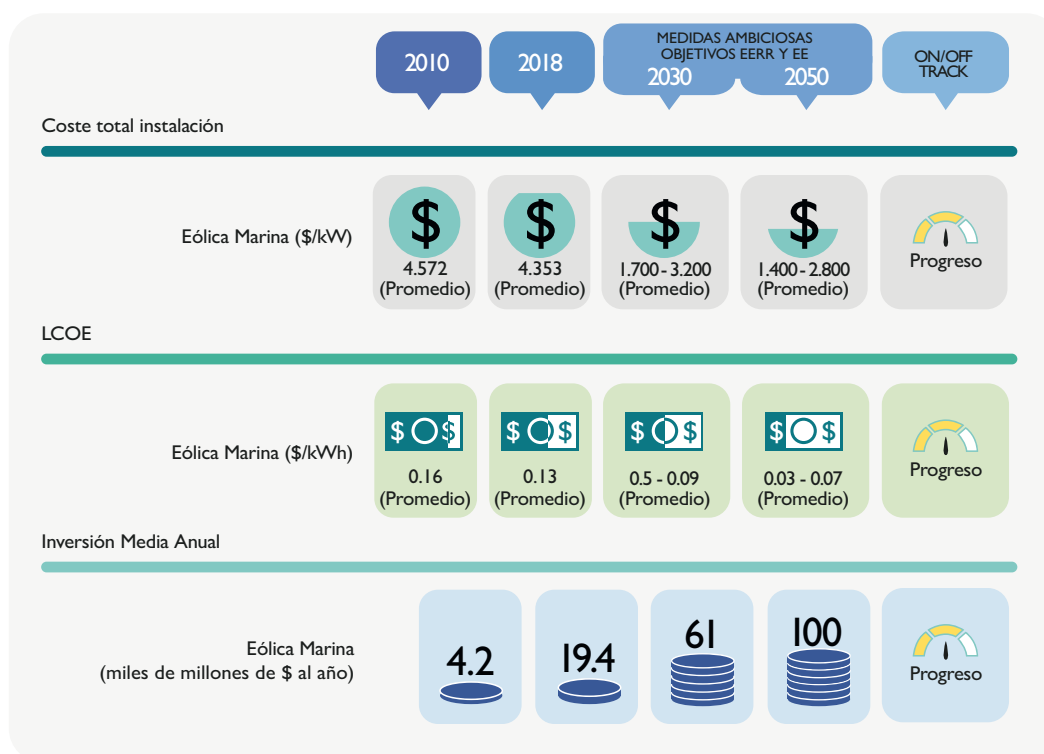 2010
2018
MEDIDAS AMBICIOSAS
OBJETIVOS EERR Y EE
2030
2050
ON/OFF
TRACK
Coste total instalación
Eólica Marina ($/kW)
$
4.572
(Promedio)
$
4.353
(Promedio)
$
1.700 - 3.200
(Promedio)
$
1.400 - 2.800
(Promedio)
Progreso
LCOE
Eólica Marina ($/kWh)
$ $
0.16
(Promedio)
$ $
0.13
(Promedio)
$ $
0.5 - 0.09
(Promedio)
$ $
0.03 - 0.07
(Promedio)
Progreso
Inversión Media Anual
Eólica Marina
(miles de millones de $ al año)
4.2
19.4
61
100
Progreso